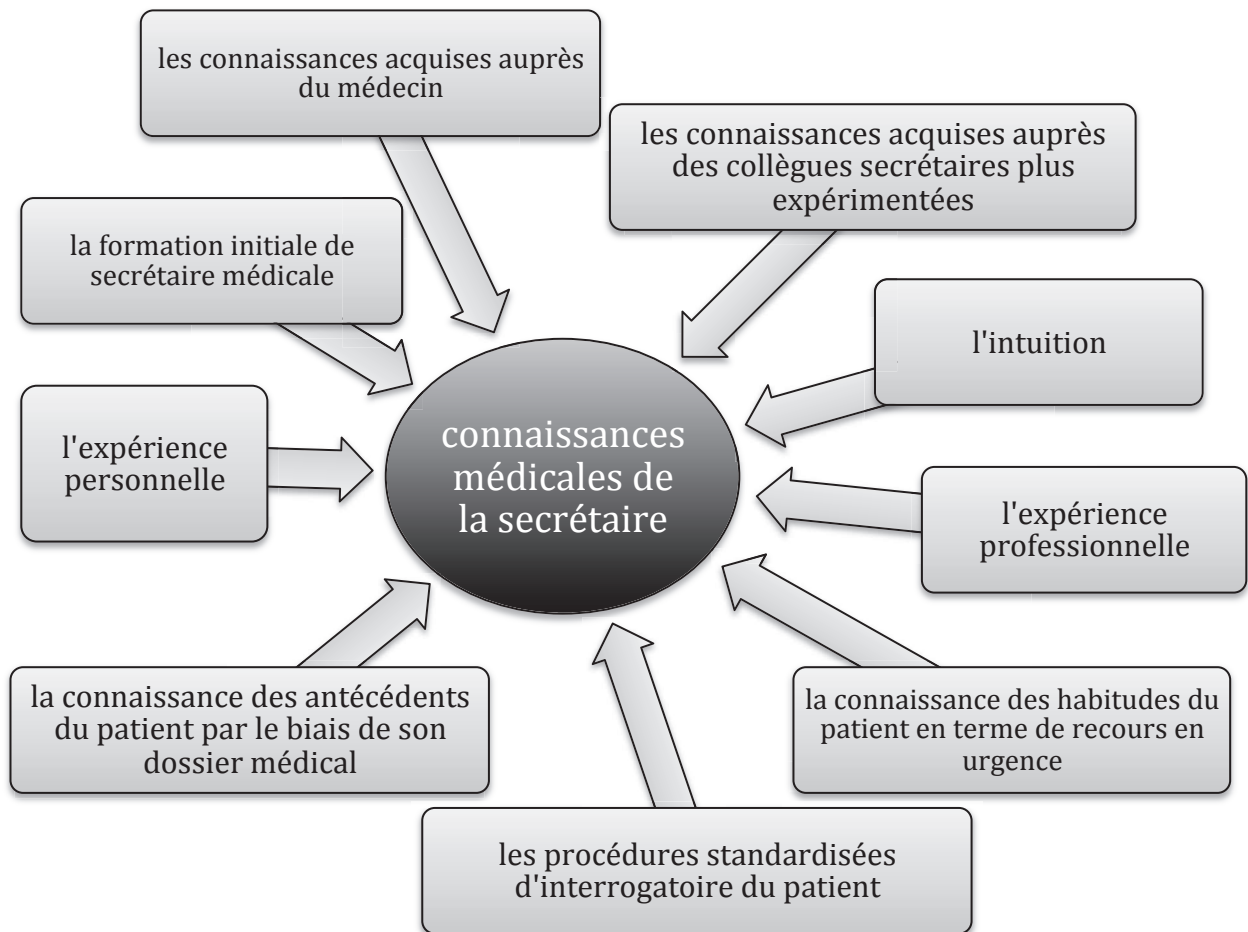 les connaissances acquises auprès
du médecin
les connaissances acquises auprès
des collègues secrétaires plus
expérimentées
la formation initiale de
secrétaire médicale
l'intuition
l'expérience
personnelle
connaissances
médicales de
la secrétaire
l'expérience
professionnelle
la connaissance des antécédents
du patient par le biais de son
dossier médical
la connaissance des habitudes du
patient en terme de recours en
urgence
les procédures standardisées
d'interrogatoire du patient